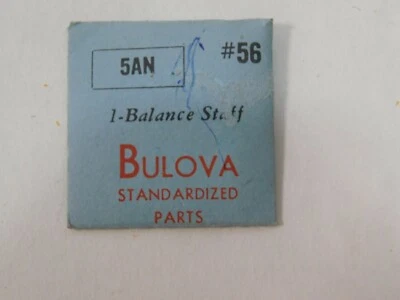 5AN #56
1-Balance Staff
BULOVA
STANDARDIZED
PARTS